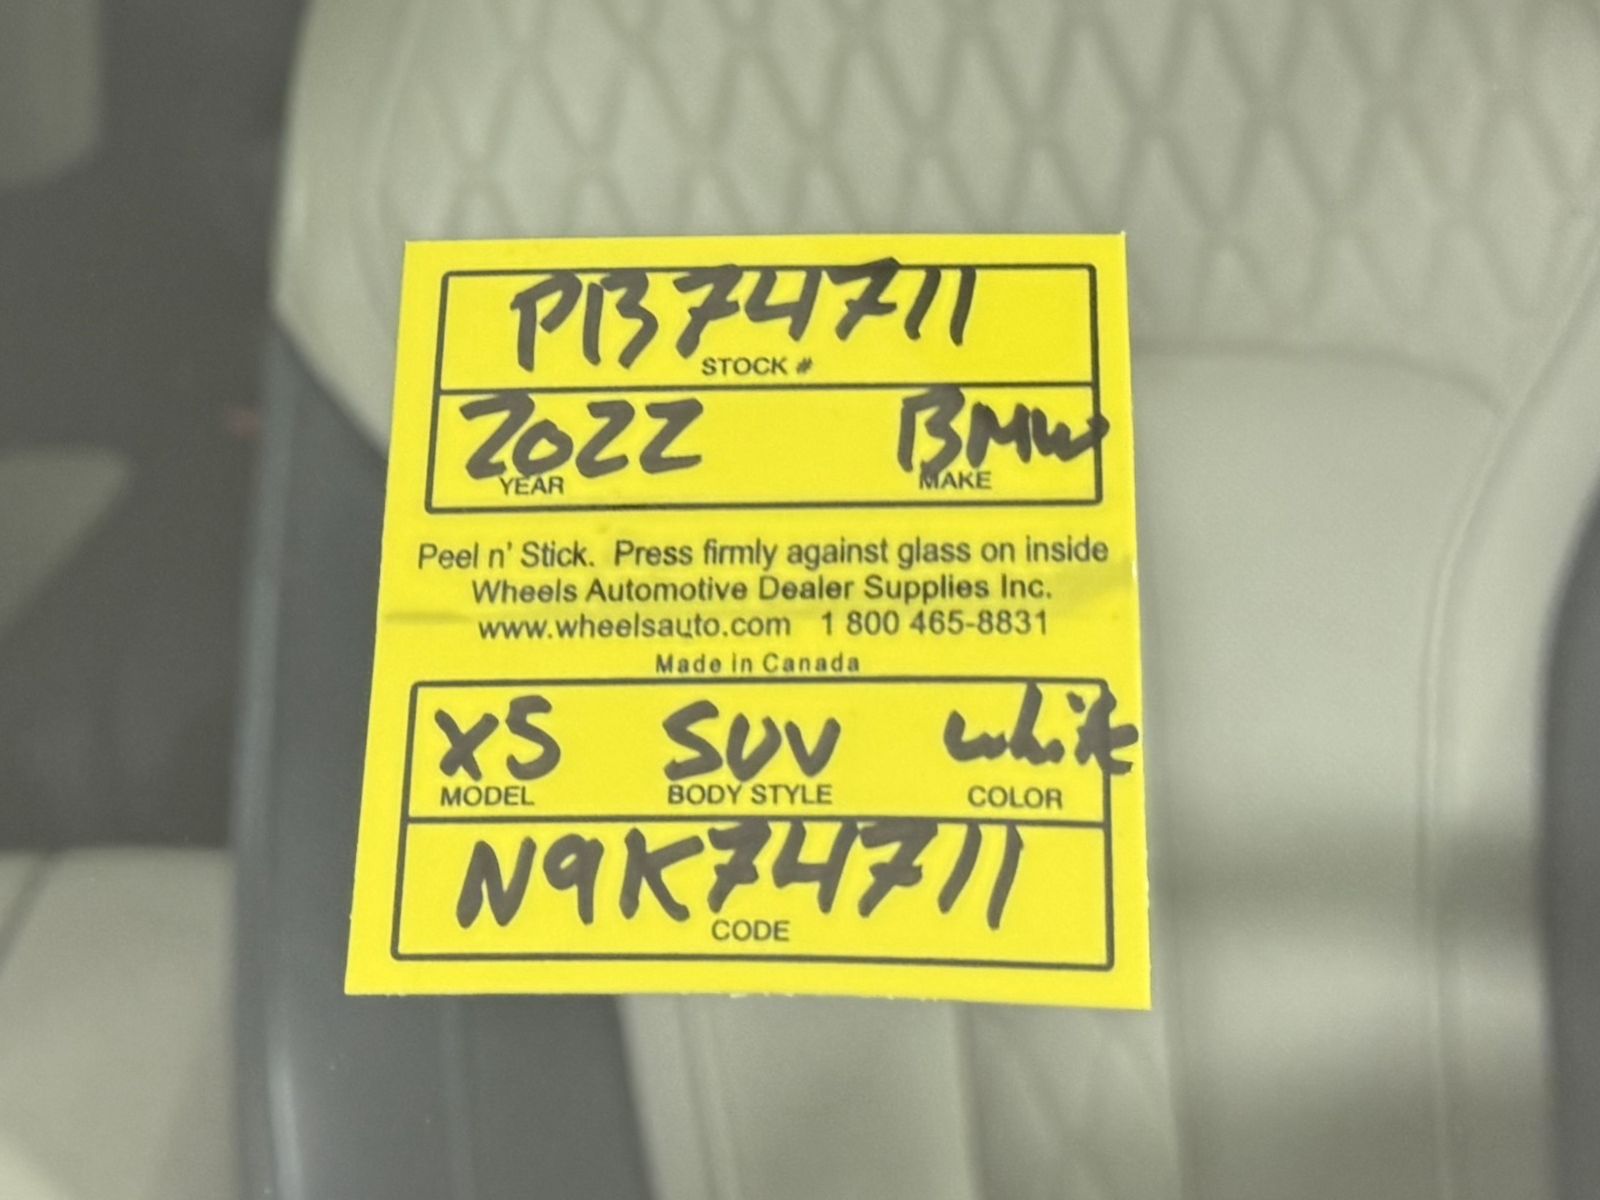 PB74711
STOCK #
2022 BMW
YEAR MAKE
Peel n' Stick. Press firmly against glass on inside
Wheels Automotive Dealer Supplies Inc.
www.wheelsauto.com 1 800 465-8831
Made in Canada
X5 SUV white
MODEL BODY STYLE COLOR
N9K74711
CODE